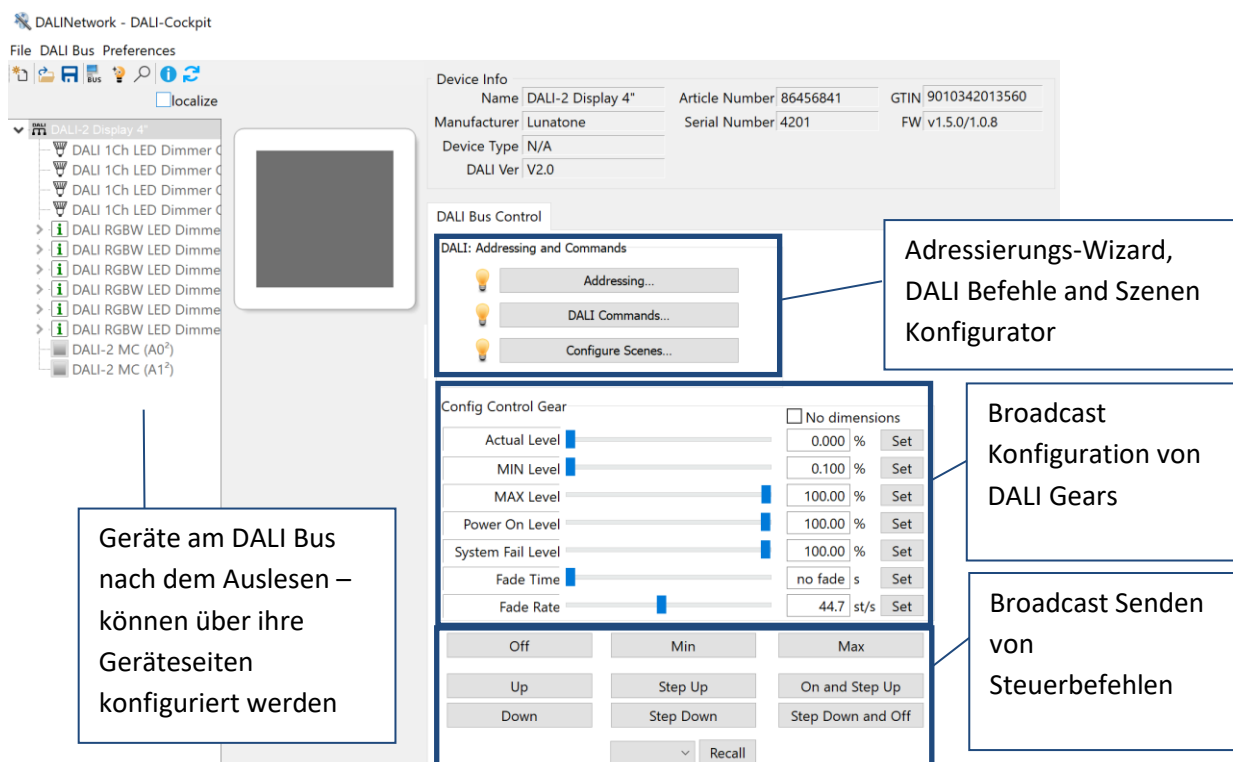 DALINetwork - DALI-Cockpit
File DALI Bus Preferences
BUS
localize
DALI
DALI-2 Display 4"
DALI 1Ch LED Dimmer C
DALI 1Ch LED Dimmer C
DALI 1Ch LED Dimmer C
DALI 1Ch LED Dimmer C
DALI RGBW LED Dimme
DALI RGBW LED Dimme
DALI RGBW LED Dimme
DALI RGBW LED Dimme
DALI RGBW LED Dimme
DALI RGBW LED Dimme
DALI-2 MC (A0²)
DALI-2 MC (A1²)
Geräte am DALI Bus
nach dem Auslesen –
können über ihre
Geräteseiten
konfiguriert werden
Device Info
Name DALI-2 Display 4" Article Number 86456841 GTIN 9010342013560
Manufacturer Lunatone Serial Number 4201 FW v1.5.0/1.0.8
Device Type N/A
DALI Ver V2.0
DALI Bus Control
DALI: Addressing and Commands
Addressing...
DALI Commands...
Configure Scenes...
Adressierungs-Wizard,
DALI Befehle and Szenen
Konfigurator
Config Control Gear
No dimensions
Actual Level 0.000 % Set
MIN Level 0.100 % Set
MAX Level 100.00 % Set
Power On Level 100.00 % Set
System Fail Level 100.00 % Set
Fade Time no fade s Set
Fade Rate 44.7 st/s Set
Broadcast
Konfiguration von
DALI Gears
Off Min Max
Up Step Up On and Step Up
Down Step Down Step Down and Off
Recall
Broadcast Senden
von
Steuerbefehlen